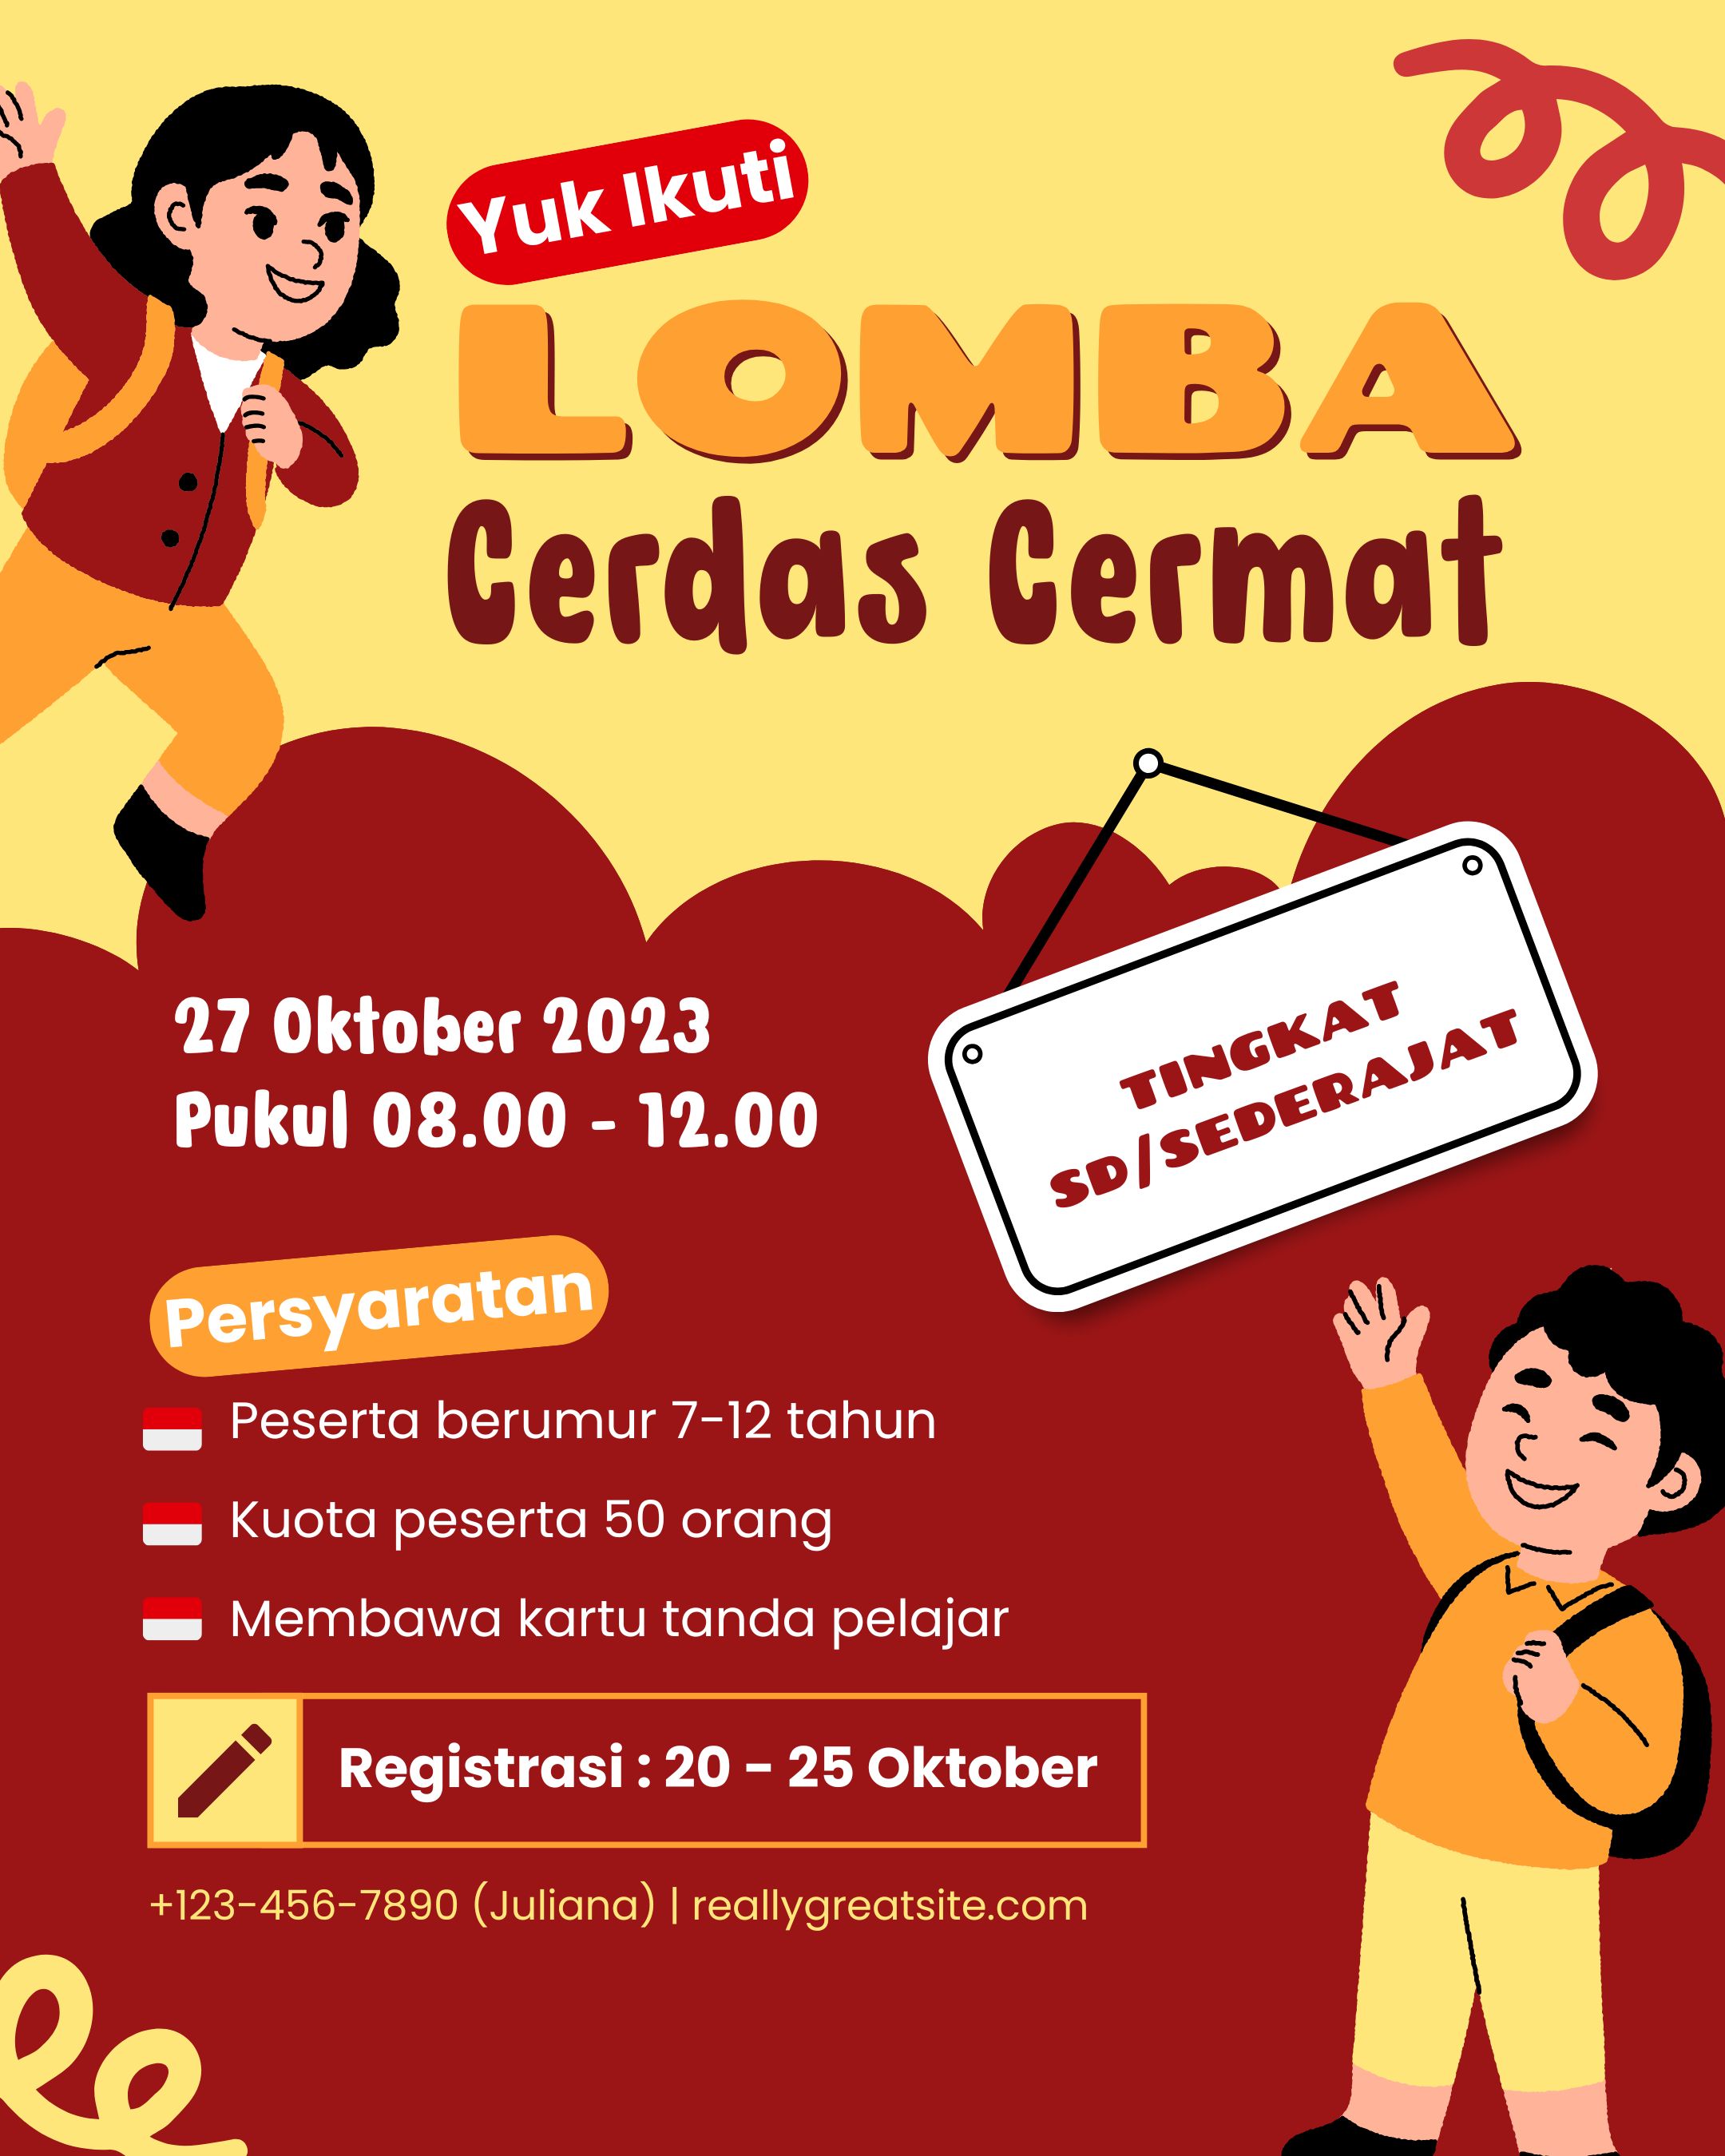 Yuk Ikuti
LOMBA
Cerdas Cermat
27 Oktober 2023
Pukul 08.00 - 12.00
TINGKAT
SD/SEDERAJAT
Persyaratan
Peserta berumur 7-12 tahun
Kuota peserta 50 orang
Membawa kartu tanda pelajar
Registrasi : 20 - 25 Oktober
+123-456-7890 (Juliana) | reallygreatsite.com